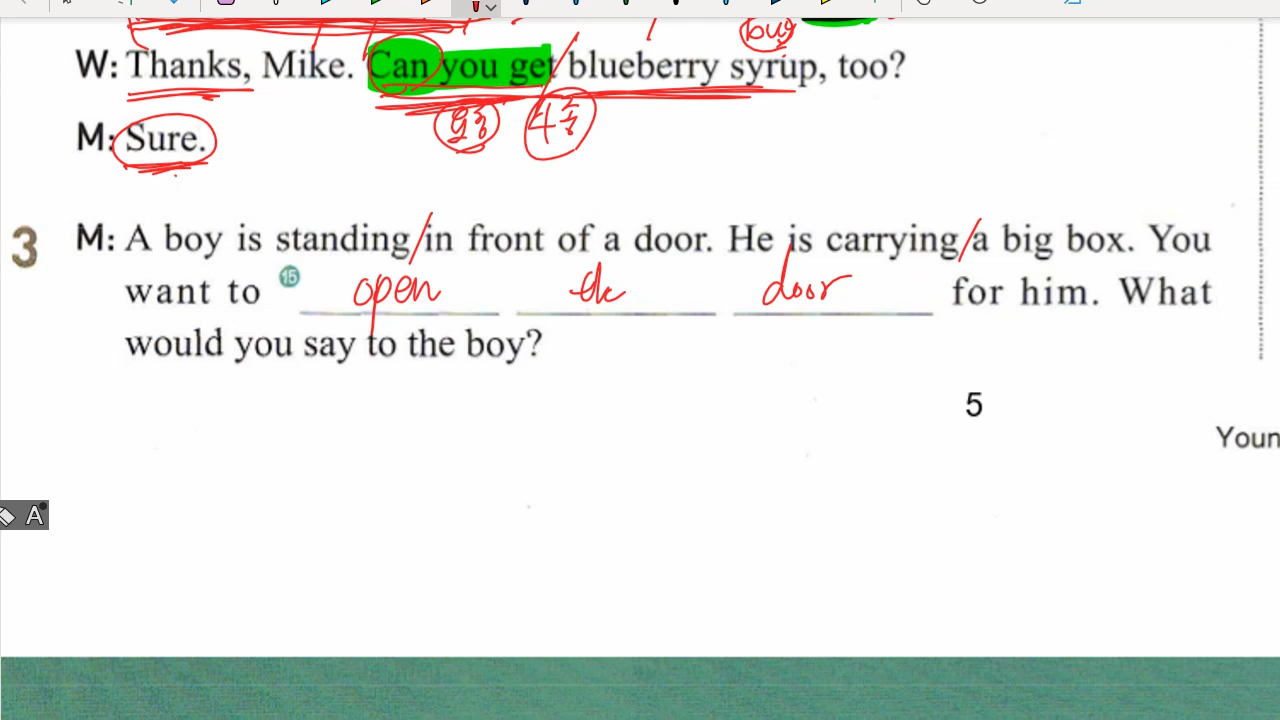 buy
W: Thanks, Mike. Can you get blueberry syrup, too?
M: Sure.
3 M: A boy is standing/in front of a door. He is carrying/a big box. You
want to 15 open the door for him. What
would you say to the boy?
5
Youn
A